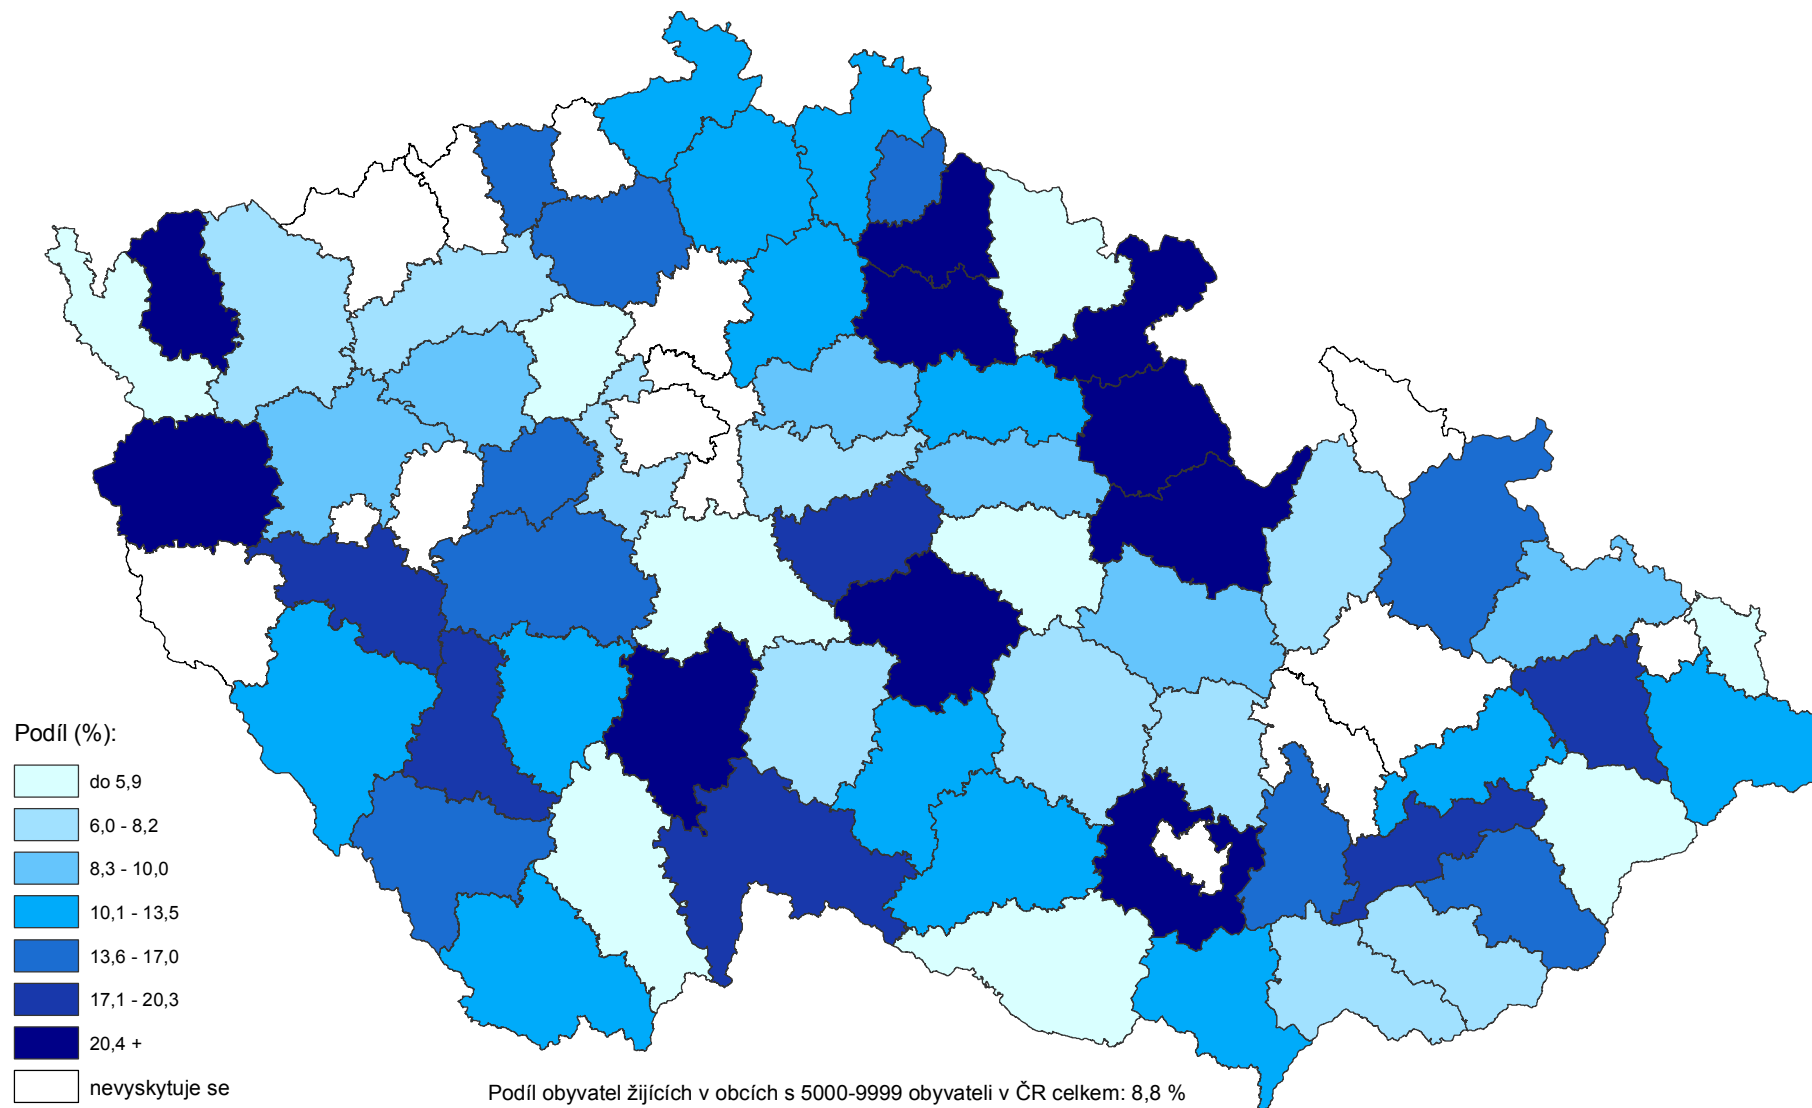 Podíl (%):
do 5,9
6,0 - 8,2
8,3 - 10,0
10,1 - 13,5
13,6 - 17,0
17,1 - 20,3
20,4 +
nevyskytuje se
Podíl obyvatel žijících v obcích s 5000-9999 obyvateli v ČR celkem: 8,8 %